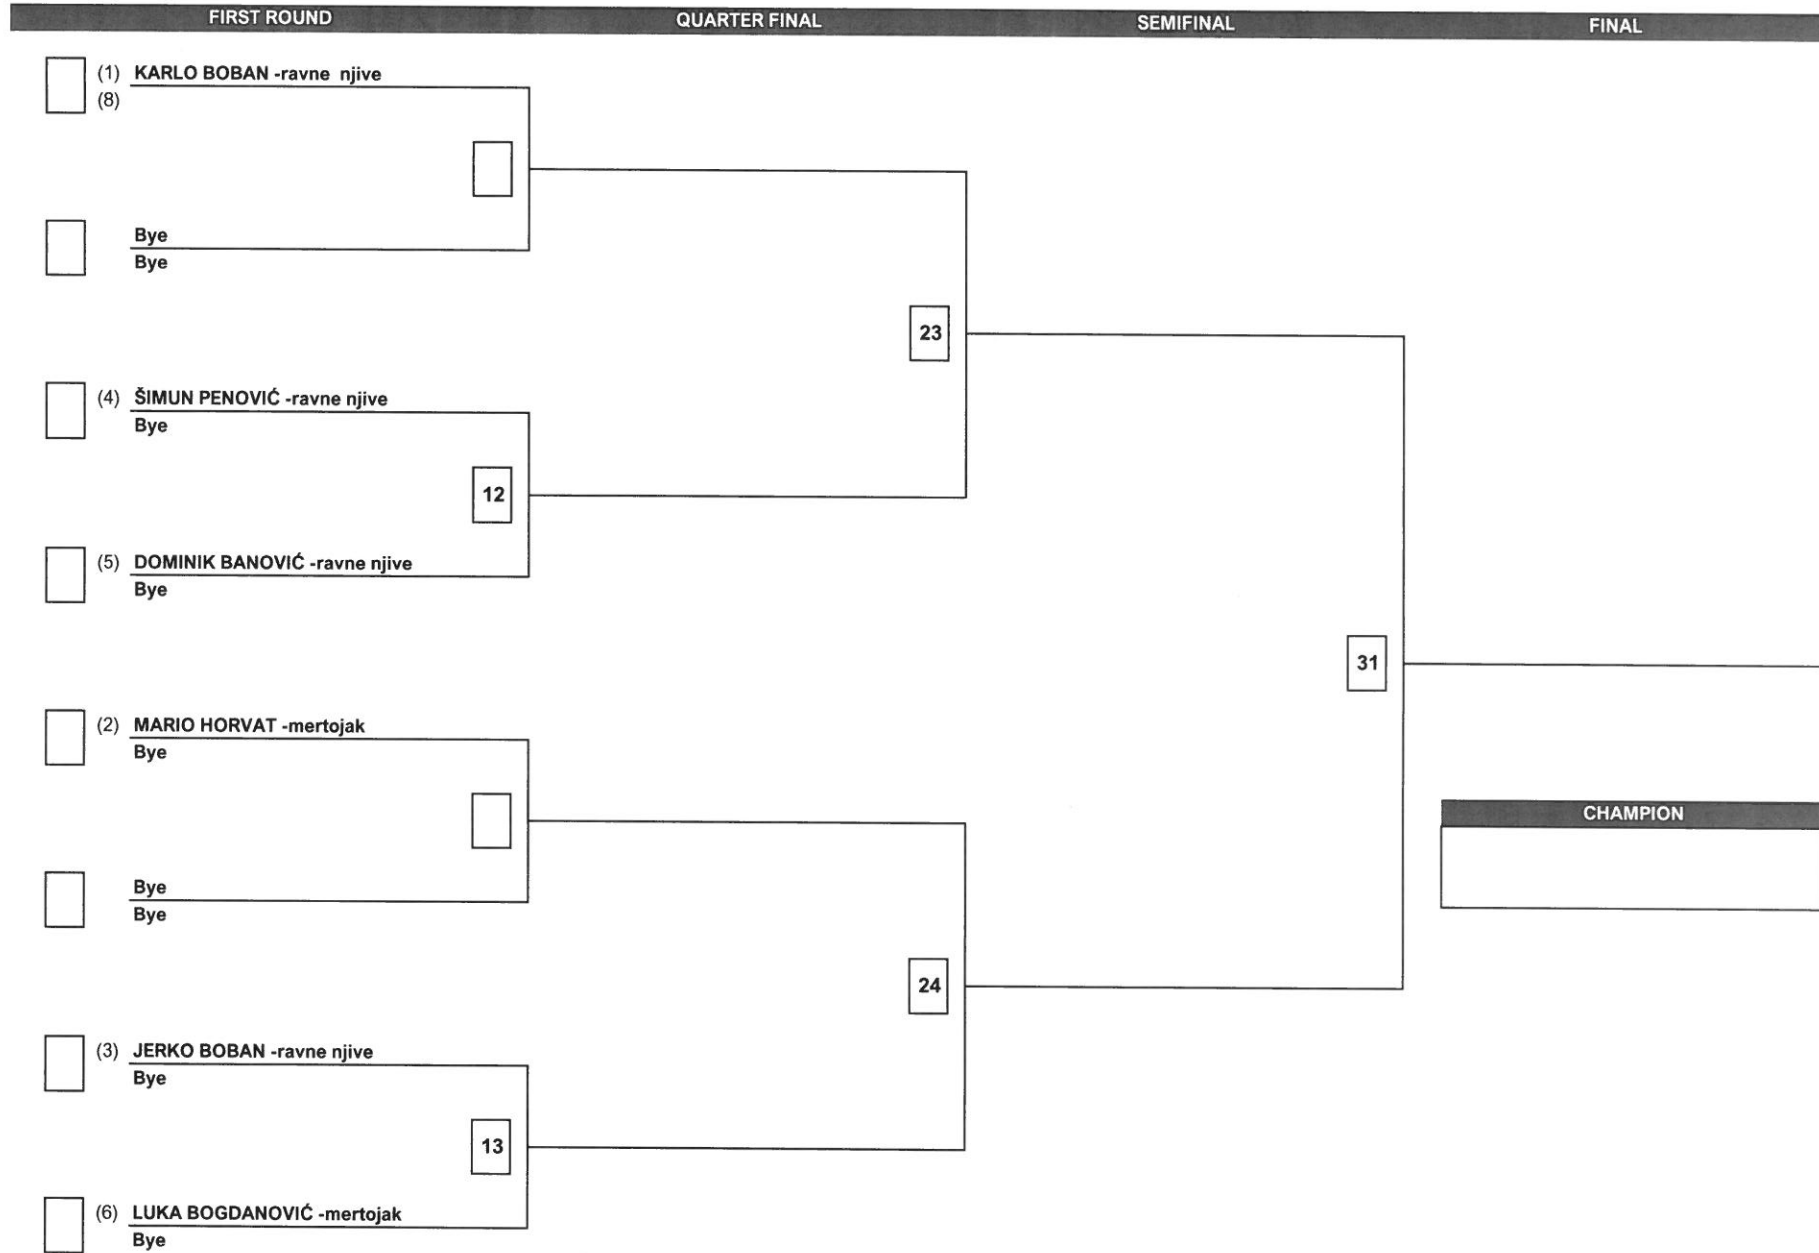 FIRST ROUND QUARTER FINAL SEMIFINAL FINAL
(1) KARLO BOBAN -ravne njive
(8)
Bye
Bye
23
(4) ŠIMUN PENOVIĆ -ravne njive
Bye
12
(5) DOMINIK BANOVIĆ -ravne njive
Bye
31
(2) MARIO HORVAT -mertojak
Bye
CHAMPION
Bye
Bye
24
(3) JERKO BOBAN -ravne njive
Bye
13
(6) LUKA BOGDANOVIĆ -mertojak
Bye